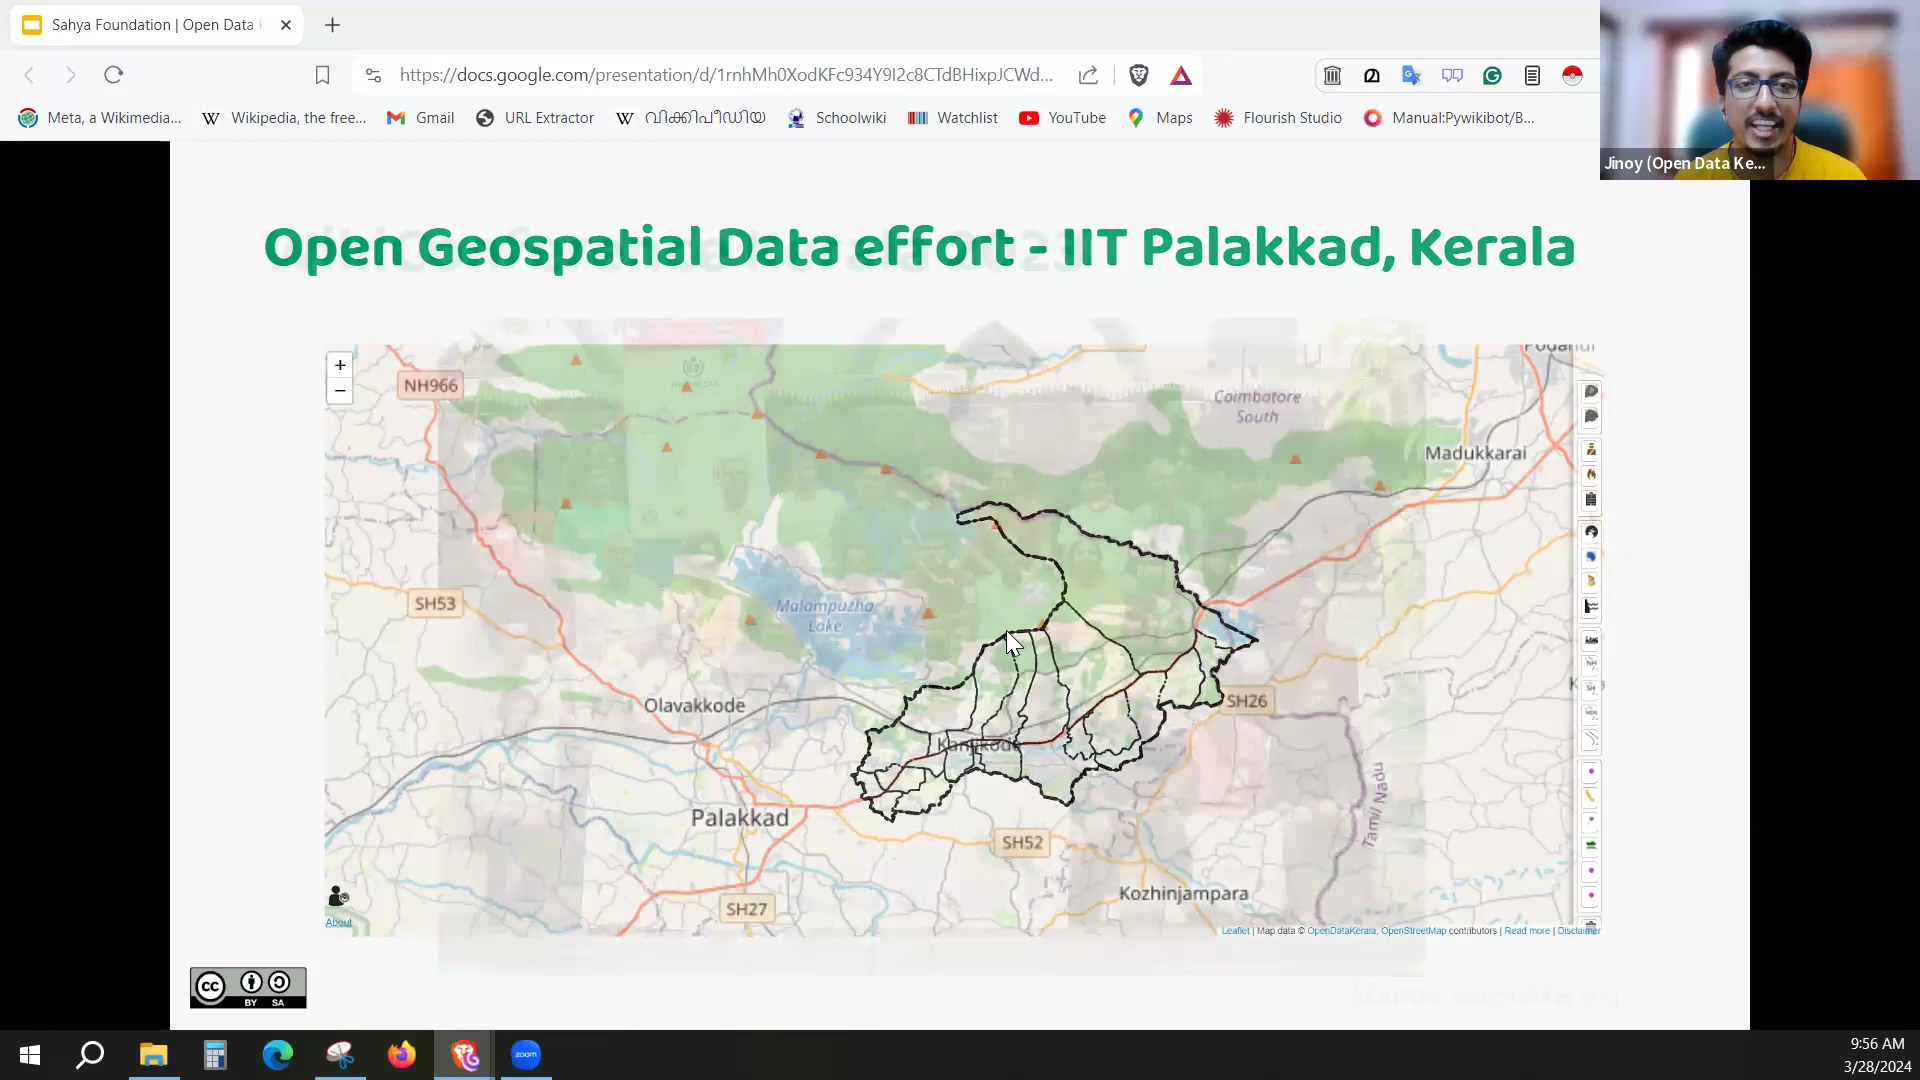 Sahya Foundation | Open Data
https://docs.google.com/presentation/d/1rnhMh0XodKFc934Y9I2c8CTdBHixpJCWd...
Meta, a Wikimedia...
Wikipedia, the free...
Gmail
URL Extractor
വിക്കിപീഡിയ
Schoolwiki
Watchlist
YouTube
Maps
Flourish Studio
Manual:Pywikibot/B...
Jinoy (Open Data Ke...
Open Geospatial Data effort - IIT Palakkad, Kerala
+
−
NH966
Coimbatore
South
Madukkarai
SH53
Malampuzha
Lake
Olavakkode
SH26
Kanjikode
Tamil Nadu
Palakkad
SH52
Kozhinjampara
SH27
About
Leaflet | Map data © OpenDataKerala, OpenStreetMap contributors | Read more | Disclaimer
CC BY SA
zoom
9:56 AM
3/28/2024